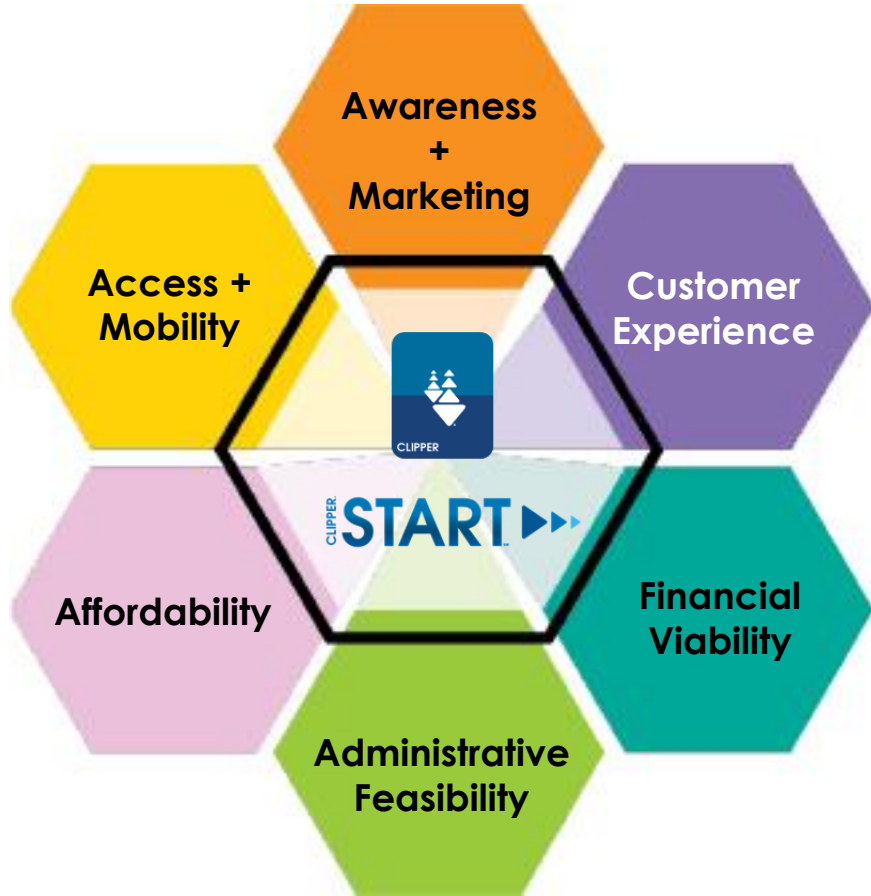 Awareness
+
Marketing
Access +
Mobility
Customer
Experience
CLIPPER
CLIPPER
START
Affordability
Financial
Viability
Administrative
Feasibility